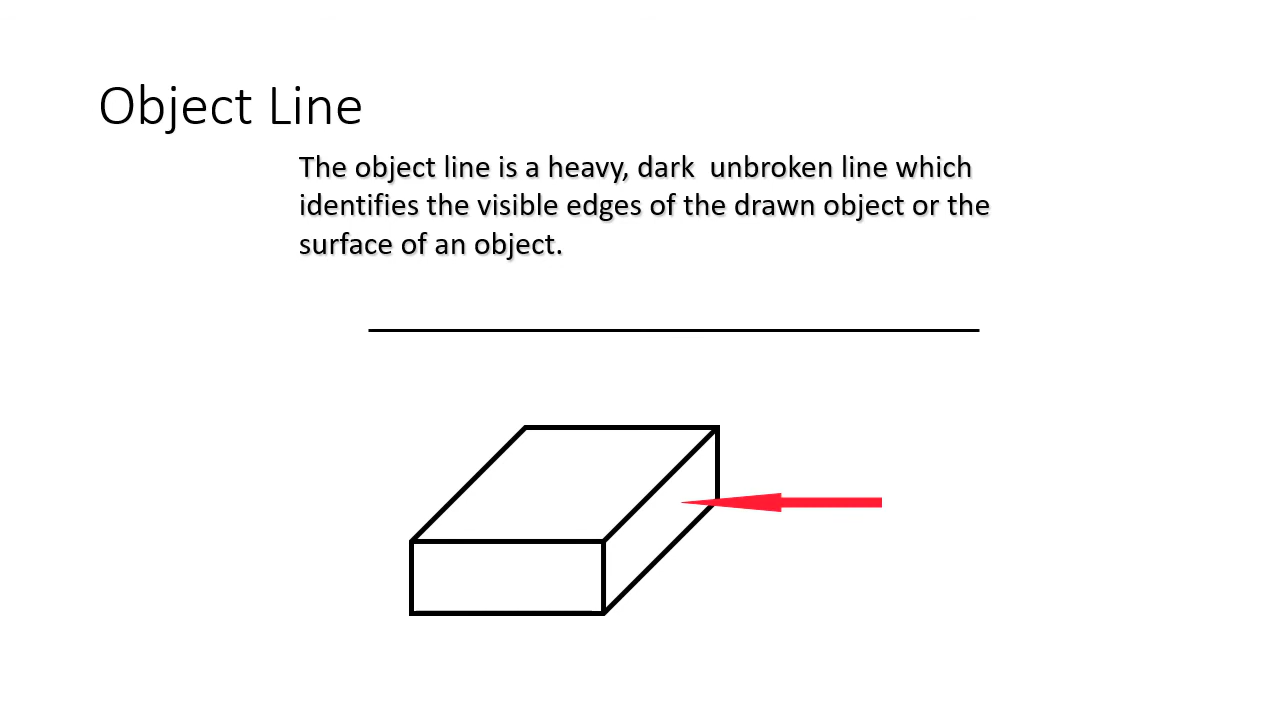 Object Line
The object line is a heavy, dark  unbroken line which
identifies the visible edges of the drawn object or the
surface of an object.